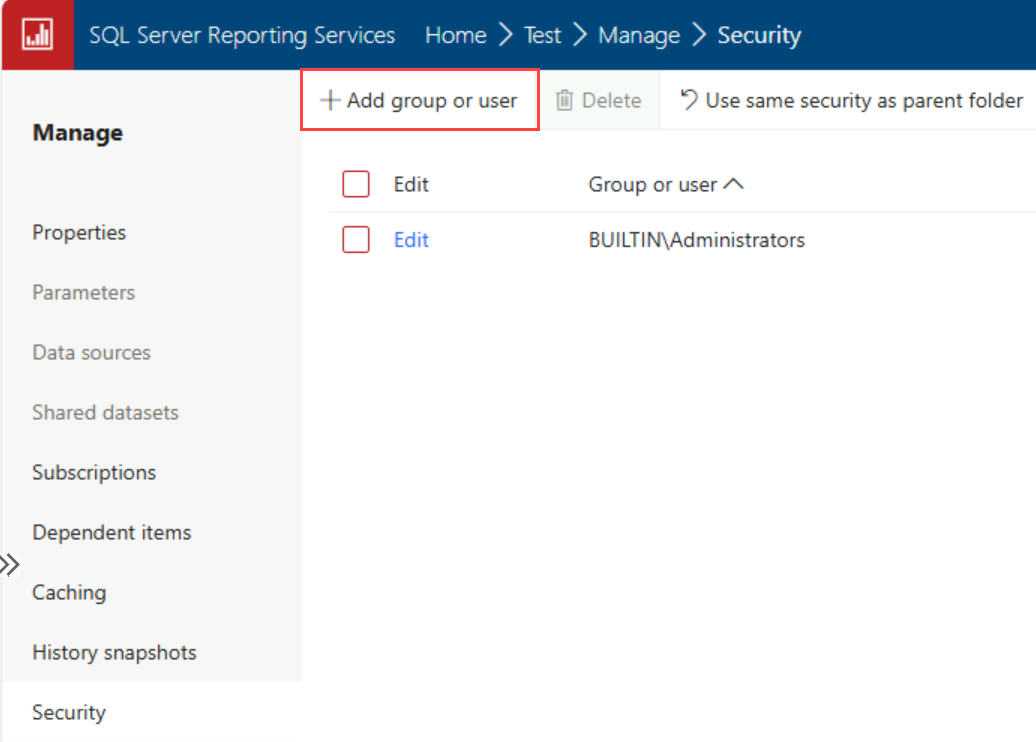 SQL Server Reporting Services Home > Test > Manage > Security
+ Add group or user Delete Use same security as parent folder
Manage
Edit Group or user
Edit BUILTIN\Administrators
Properties
Parameters
Data sources
Shared datasets
Subscriptions
Dependent items
Caching
History snapshots
Security